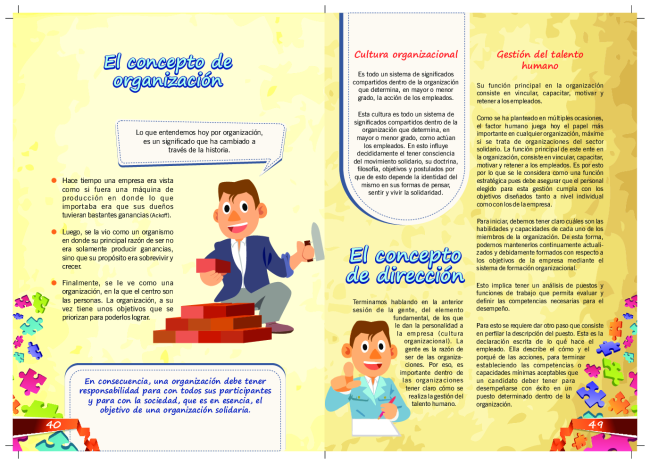 El concepto de
organización
Lo que entendemos hoy por organización,
es un significado que ha cambiado a
través de la historia.
Hace tiempo una empresa era vista
como si fuera una máquina de
producción en donde lo que
importaba era que sus dueños
tuvieran bastantes ganancias (Ackoff).
Luego, se la vio como un organismo
en donde su principal razón de ser no
era solamente producir ganancias,
sino que su propósito era sobrevivir y
crecer.
Finalmente, se le ve como una
organización, en la que el centro son
las personas. La organización, a su
vez tiene unos objetivos que se
priorizan para poderlos lograr.
En consecuencia, una organización debe tener
responsabilidad para con todos sus participantes
y para con la sociedad, que es en esencia, el
objetivo de una organización solidaria.
40
Cultura organizacional
Es todo un sistema de significados
compartidos dentro de la organización
que determina, en mayor o menor
grado, la acción de los empleados.
Esta cultura es todo un sistema de
significados compartidos dentro de la
organización que determina, en
mayor o menor grado, como actúan
los empleados. En esto influye
decididamente el tener consciencia
del movimiento solidario, su doctrina,
filosofía, objetivos y postulados por
que de esto depende la identidad del
mismo en sus formas de pensar,
sentir y vivir la solidaridad.
El concepto
de dirección
Terminamos hablando en la anterior
sesión de la gente, del elemento
fundamental, de los que
le dan la personalidad a
la empresa (cultura
organizacional). La
gente es la razón de
ser de las organiza-
ciones. Por eso, es
importante dentro de
las organizaciones
tener claro cómo se
realiza la gestión del
talento humano.
Gestión del talento
humano
Su función principal en la organización
consiste en vincular, capacitar, motivar y
retener a los empleados.
Como se ha planteado en múltiples ocasiones,
el factor humano juega hoy el papel más
importante en cualquier organización, máxime
si se trata de organizaciones del sector
solidario. La función principal de este ente en
la organización, consiste en vincular, capacitar,
motivar y retener a los empleados. Es por esto
por lo que se le considera como una función
estratégica pues debe asegurar que el personal
elegido para esta gestión cumpla con los
objetivos diseñados tanto a nivel individual
como con los de la empresa.
Para iniciar, debemos tener claro cuáles son las
habilidades y capacidades de cada uno de los
miembros de la organización. De esta forma,
podemos mantenerlos continuamente actuali-
zados y debidamente formados con respecto a
los objetivos de la empresa mediante el
sistema de formación organizacional.
Esto implica tener un análisis de puestos y
funciones de trabajo que permita evaluar y
definir las competencias necesarias para el
desempeño.
Para esto se requiere dar otro paso que consiste
en perfilar la descripción del puesto. Esta es la
declaración escrita de lo qué hace el
empleado. Ella describe el cómo y el
porqué de las acciones, para terminar
estableciendo las competencias o
capacidades mínimas aceptables que
un candidato deber tener para
desempeñarse con éxito en un
puesto determinado dentro de la
organización.
49